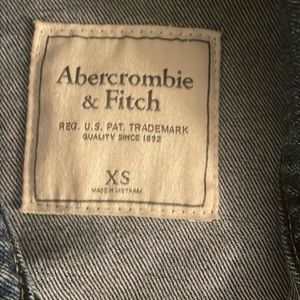 Abercrombie
& Fitch
REG. U.S. PAT. TRADEMARK
QUALITY SINCE 1892
XS
MADE IN VIETNAM